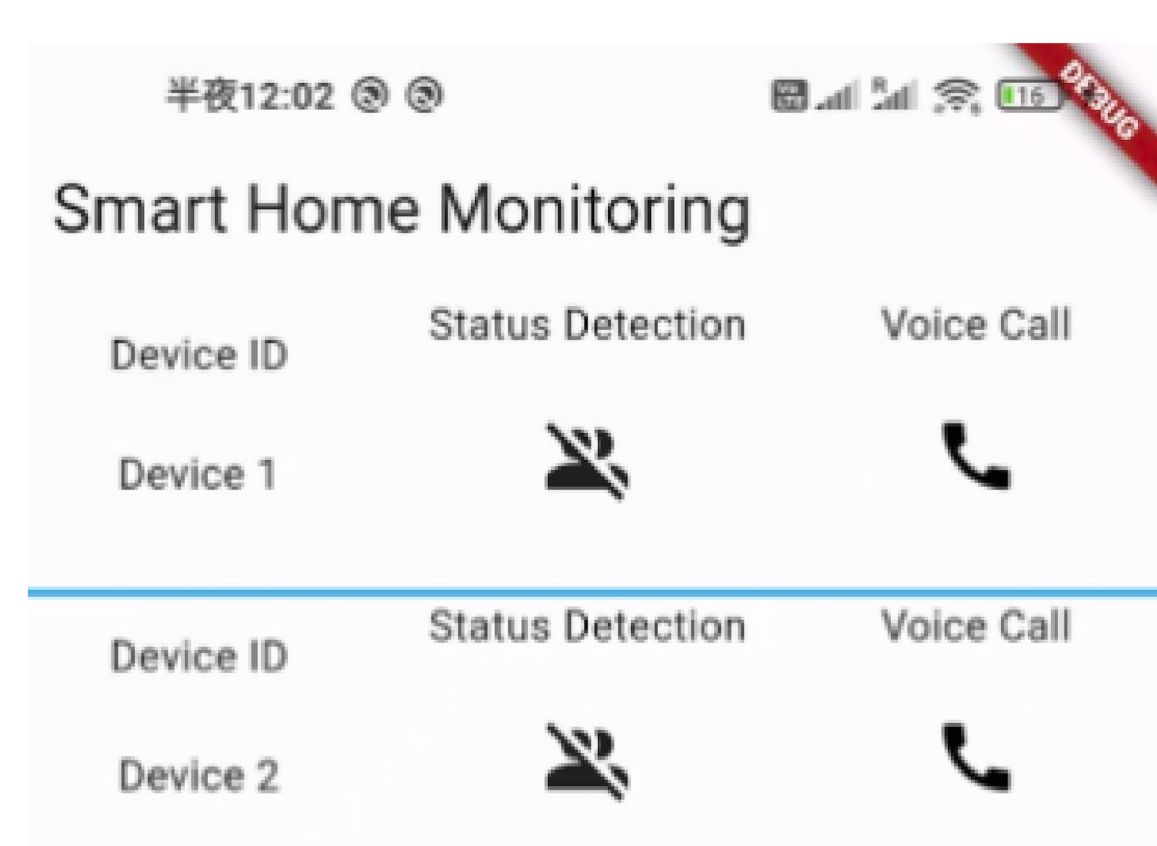 半夜12:02 R 16 DEBUG
Smart Home Monitoring
Status Detection Voice Call
Device ID
Device 1
Status Detection Voice Call
Device ID
Device 2